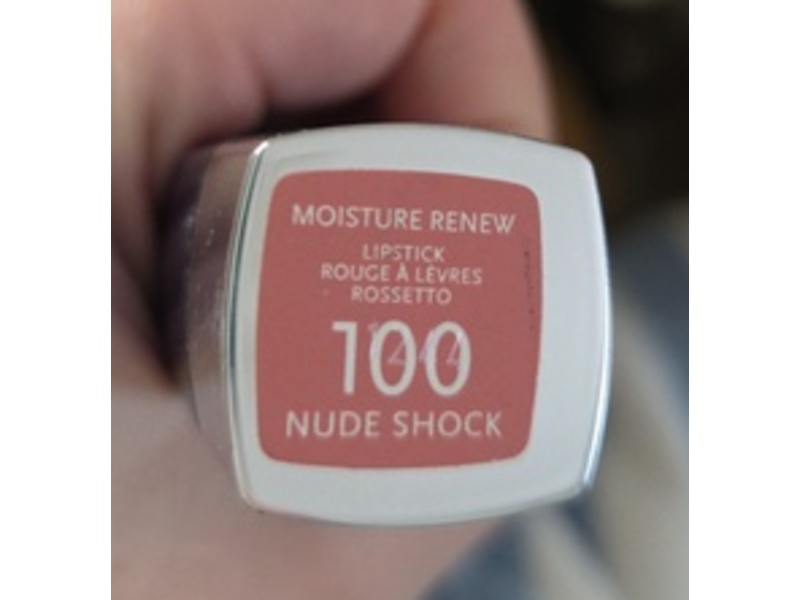 MOISTURE RENEW
LIPSTICK
ROUGE À LÈVRES
ROSSETTO
100
NUDE SHOCK